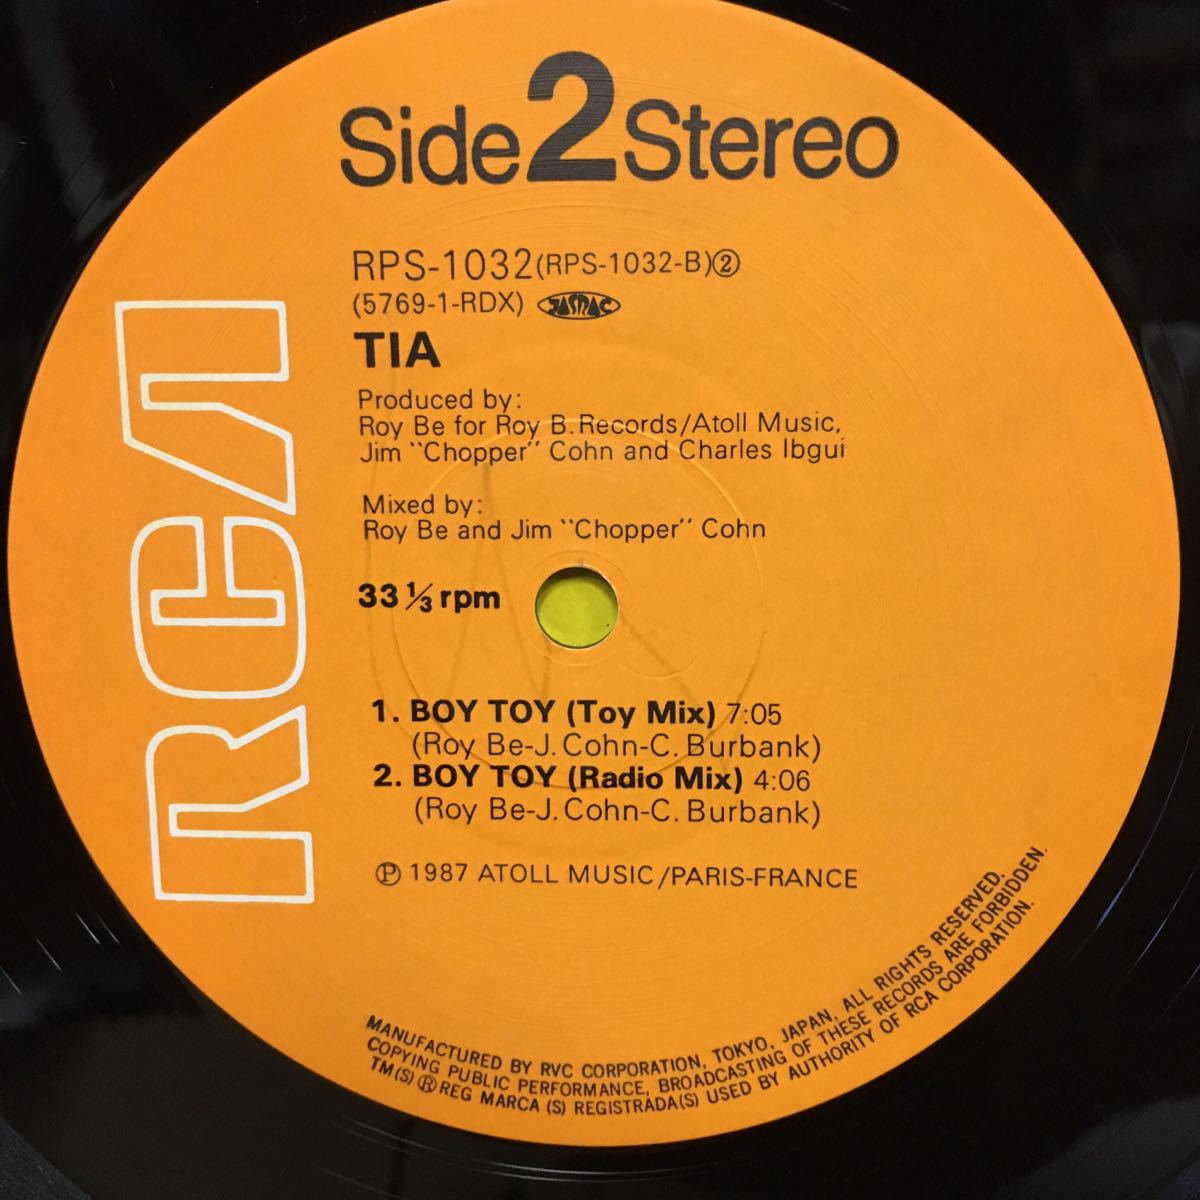 Side 2 Stereo
RPS-1032(RPS-1032-B)②
(5769-1-RDX) JASRAC
TIA
Produced by:
Roy Be for Roy B.Records/Atoll Music,
Jim "Chopper" Cohn and Charles Ibgui
Mixed by:
Roy Be and Jim "Chopper" Cohn
33 ⅓ rpm
1. BOY TOY (Toy Mix) 7:05
(Roy Be-J. Cohn-C. Burbank)
2. BOY TOY (Radio Mix) 4:06
(Roy Be-J. Cohn-C. Burbank)
Ⓟ 1987 ATOLL MUSIC/PARIS-FRANCE
RCA
MANUFACTURED BY RVC CORPORATION, TOKYO, JAPAN, ALL RIGHTS RESERVED.
COPYING PUBLIC PERFORMANCE, BROADCASTING OF THESE RECORDS ARE FORBIDDEN.
TM(S) ® REG MARCA (S) REGISTRADA(S) USED BY AUTHORITY OF RCA CORPORATION.